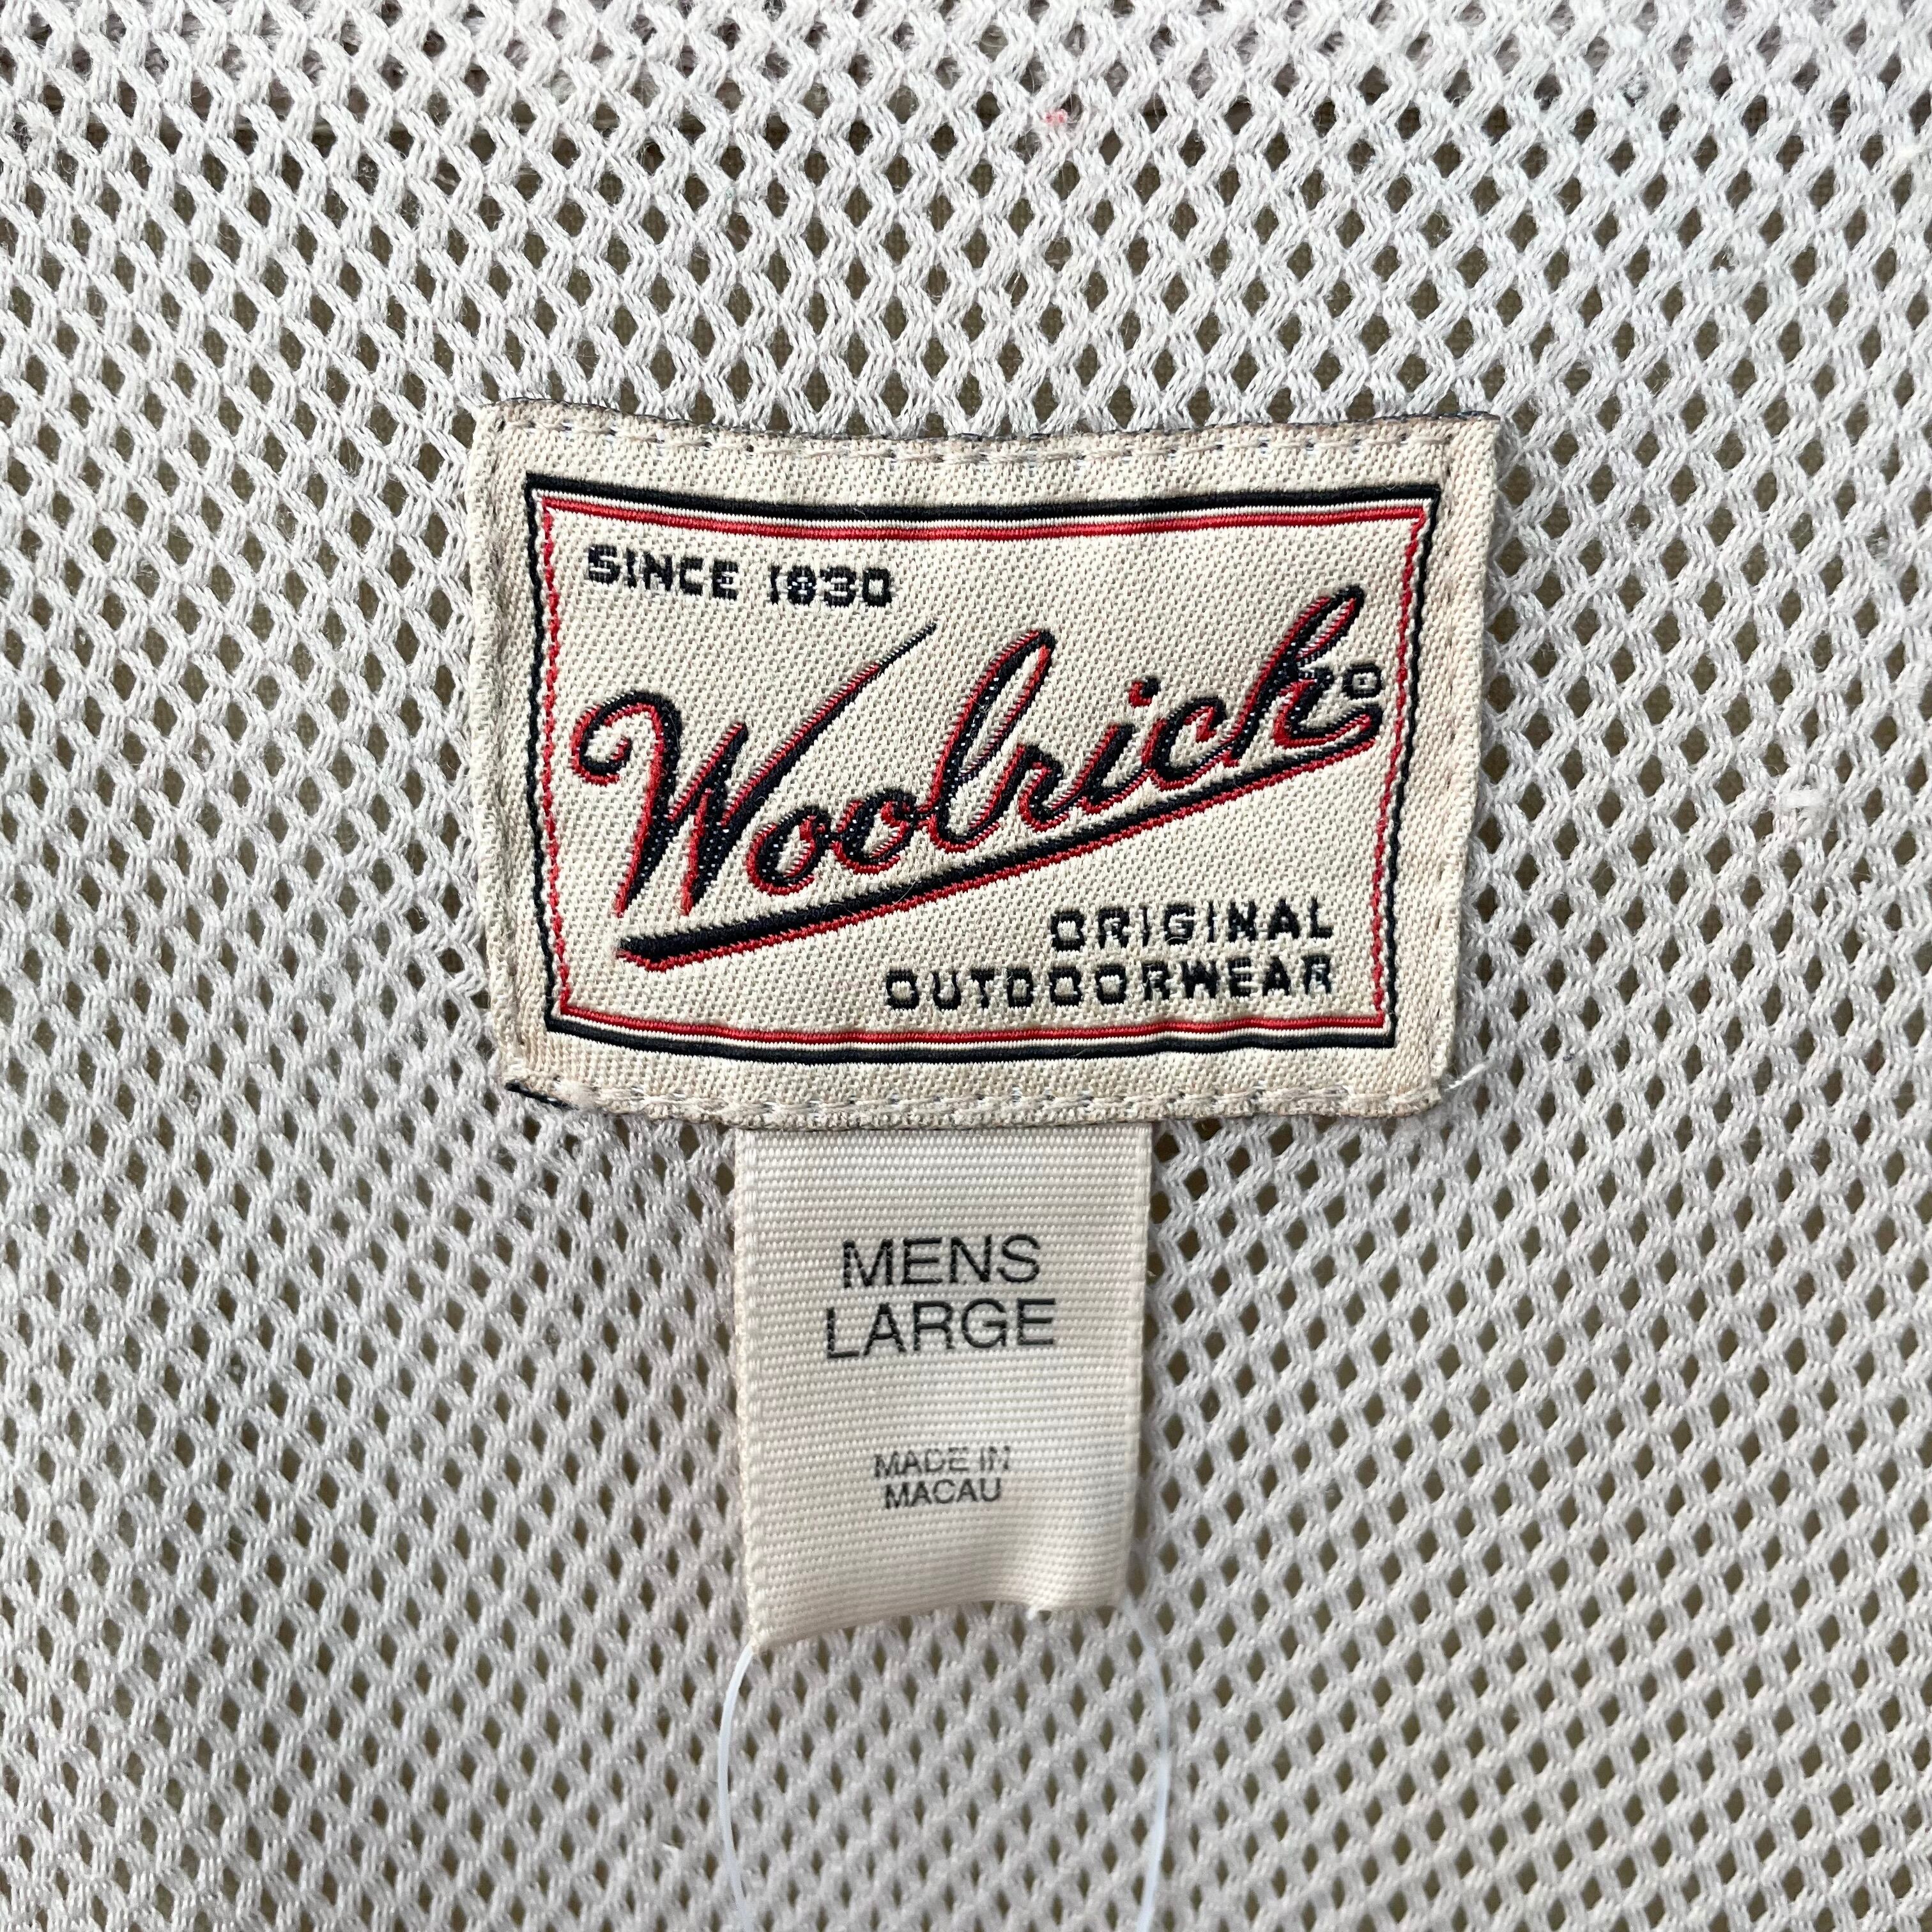 SINCE 1830
Woolrich®
ORIGINAL
OUTDOORWEAR
MENS
LARGE
MADE IN
MACAU